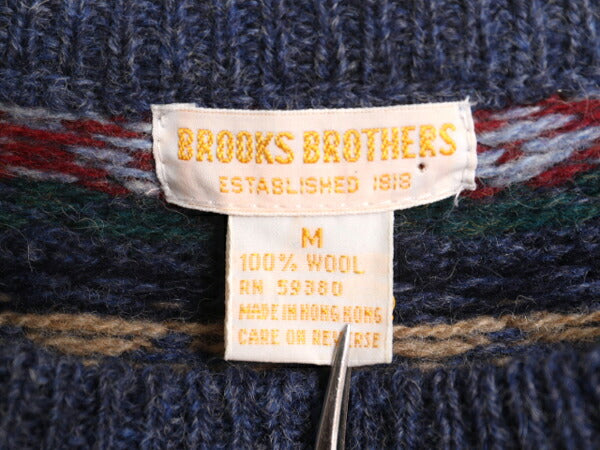 BROOKS BROTHERS
ESTABLISHED 1818
M
100% WOOL
RN 59380
MADE IN HONG KONG
CARE ON REVERSE